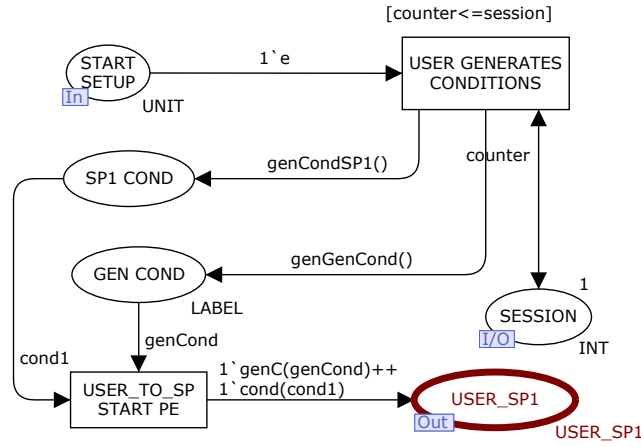 [counter<=session]
START
SETUP
In
UNIT
1`e
USER GENERATES
CONDITIONS
counter
genCondSP1()
SP1 COND
genGenCond()
GEN COND
LABEL
1
SESSION
I/O
INT
genCond
cond1
USER_TO_SP
START PE
1`genC(genCond)++
1`cond(cond1)
USER_SP1
Out
USER_SP1